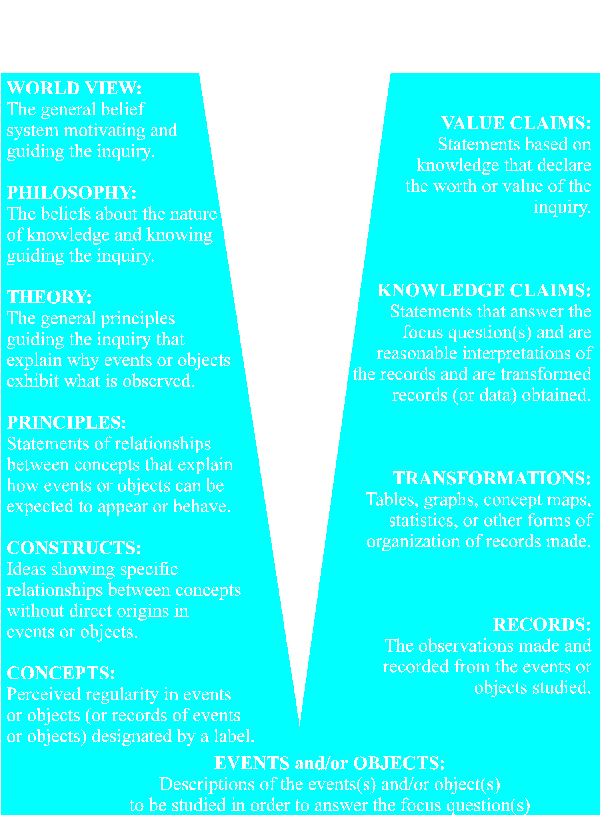 WORLD VIEW:
The general belief
system motivating and
guiding the inquiry.
PHILOSOPHY:
The beliefs about the nature
of knowledge and knowing
guiding the inquiry.
THEORY:
The general principles
guiding the inquiry that
explain why events or objects
exhibit what is observed.
PRINCIPLES:
Statements of relationships
between concepts that explain
how events or objects can be
expected to appear or behave.
CONSTRUCTS:
Ideas showing specific
relationships between concepts
without direct origins in
events or objects.
CONCEPTS:
Perceived regularity in events
or objects (or records of events
or objects) designated by a label.
VALUE CLAIMS:
Statements based on
knowledge that declare
the worth or value of the
inquiry.
KNOWLEDGE CLAIMS:
Statements that answer the
focus question(s) and are
reasonable interpretations of
the records and are transformed
records (or data) obtained.
TRANSFORMATIONS:
Tables, graphs, concept maps,
statistics, or other forms of
organization of records made.
RECORDS:
The observations made and
recorded from the events or
objects studied.
EVENTS and/or OBJECTS:
Descriptions of the events(s) and/or object(s)
to be studied in order to answer the focus question(s)